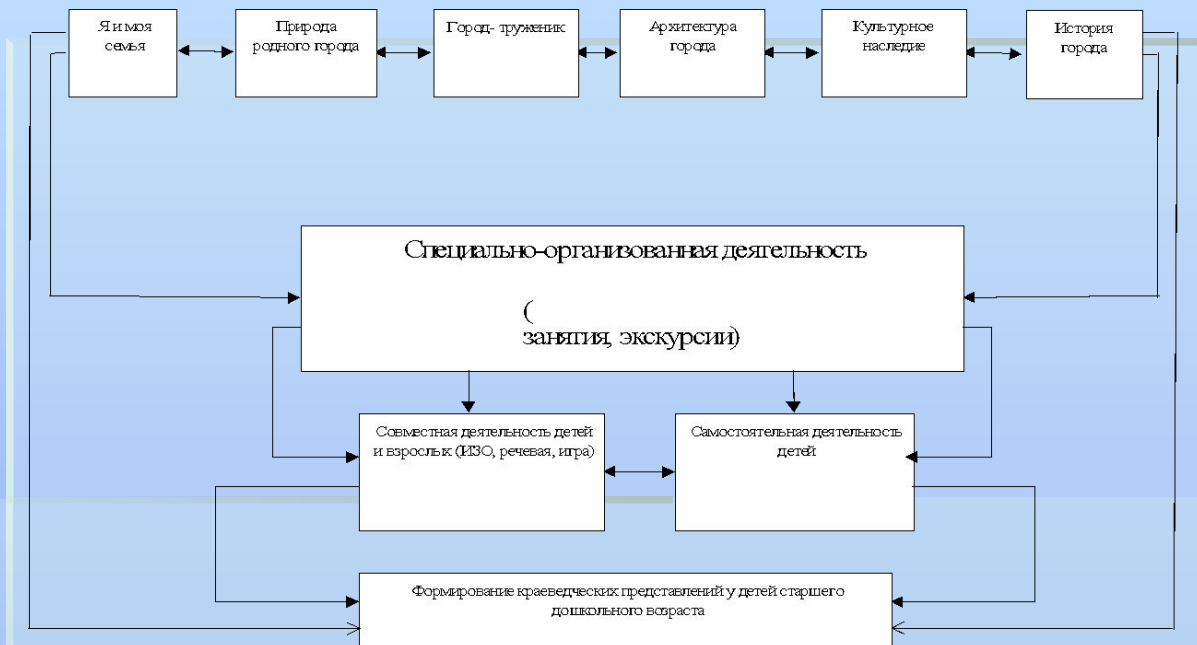 Я и моя
семья
Природа
родного города
Город- труженик
Архитектура
города
Культурное
наследие
История
города
Специально-организованная деятельность
(
занятия, экскурсии)
Совместная деятельность детей
и взрослых (ИЗО, речевая, игра)
Самостоятельная деятельность
детей
Формирование краеведческих представлений у детей старшего
дошкольного возраста